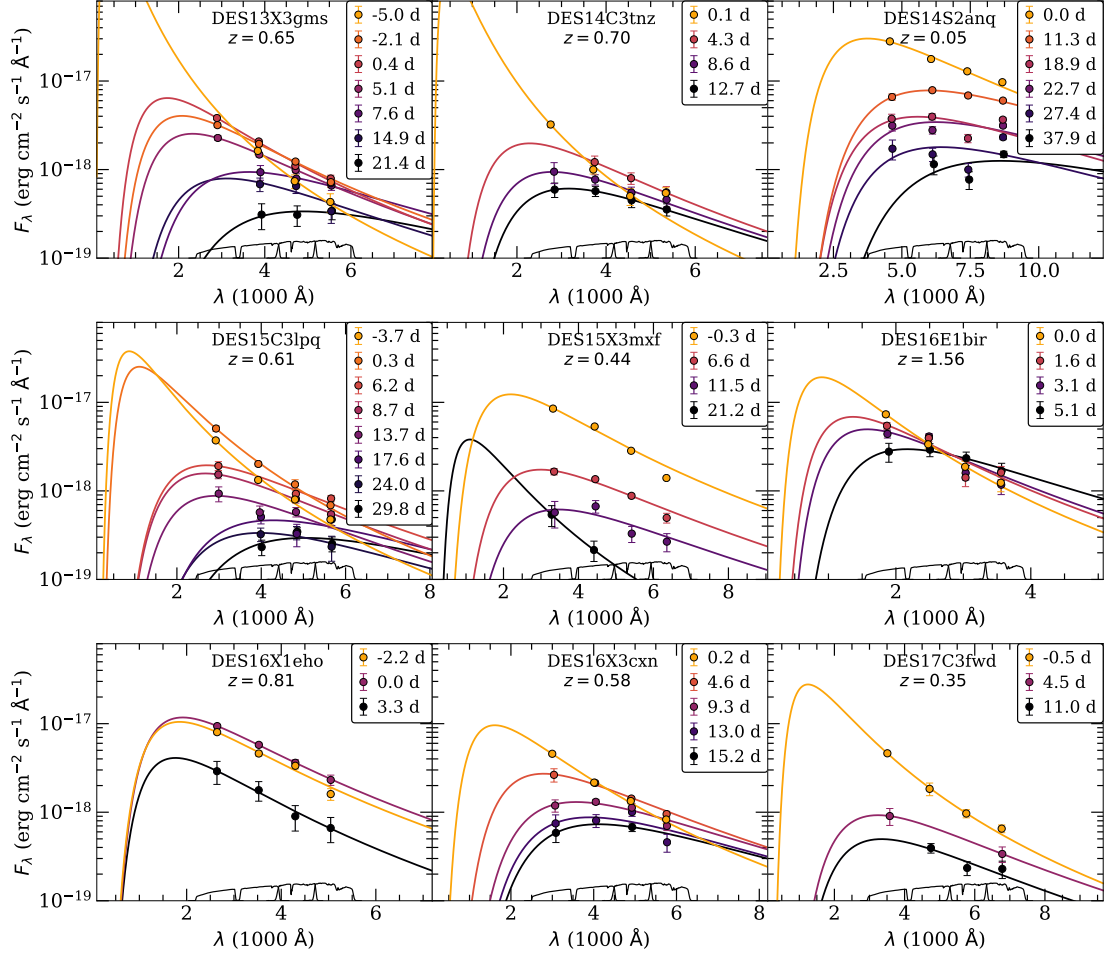 DES13X3gms
z = 0.65
-5.0 d
-2.1 d
0.4 d
5.1 d
7.6 d
14.9 d
21.4 d
DES14C3tnz
z = 0.70
0.1 d
4.3 d
8.6 d
12.7 d
DES14S2anq
z = 0.05
0.0 d
11.3 d
18.9 d
22.7 d
27.4 d
37.9 d
10⁻¹⁷
10⁻¹⁸
10⁻¹⁹
Fλ (erg cm⁻² s⁻¹ Å⁻¹)
2 4 6
2 4 6
2.5 5.0 7.5 10.0
λ (1000 Å)
λ (1000 Å)
λ (1000 Å)
DES15C3lpq
z = 0.61
-3.7 d
0.3 d
6.2 d
8.7 d
13.7 d
17.6 d
24.0 d
29.8 d
DES15X3mxf
z = 0.44
-0.3 d
6.6 d
11.5 d
21.2 d
DES16E1bir
z = 1.56
0.0 d
1.6 d
3.1 d
5.1 d
10⁻¹⁷
10⁻¹⁸
10⁻¹⁹
Fλ (erg cm⁻² s⁻¹ Å⁻¹)
2 4 6 8
2 4 6 8
2 4
λ (1000 Å)
λ (1000 Å)
λ (1000 Å)
DES16X1eho
z = 0.81
-2.2 d
0.0 d
3.3 d
DES16X3cxn
z = 0.58
0.2 d
4.6 d
9.3 d
13.0 d
15.2 d
DES17C3fwd
z = 0.35
-0.5 d
4.5 d
11.0 d
10⁻¹⁷
10⁻¹⁸
10⁻¹⁹
Fλ (erg cm⁻² s⁻¹ Å⁻¹)
2 4 6
2 4 6 8
2 4 6 8
λ (1000 Å)
λ (1000 Å)
λ (1000 Å)